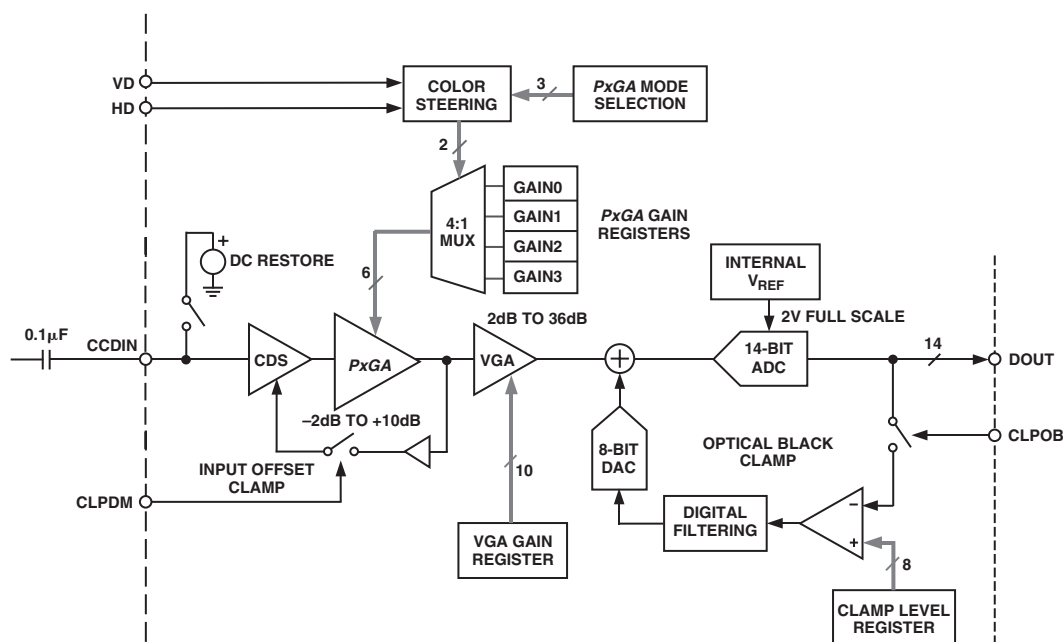 VD
HD
COLOR
STEERING
3
PxGA MODE
SELECTION
2
4:1
MUX
GAIN0
GAIN1
GAIN2
GAIN3
PxGA GAIN
REGISTERS
+
DC RESTORE
6
INTERNAL
VREF
2dB TO 36dB
2V FULL SCALE
0.1µF
CCDIN
CDS
PxGA
VGA
+
14-BIT
ADC
14
DOUT
–2dB TO +10dB
INPUT OFFSET
CLAMP
CLPDM
10
8-BIT
DAC
OPTICAL BLACK
CLAMP
CLPOB
VGA GAIN
REGISTER
DIGITAL
FILTERING
–
+
8
CLAMP LEVEL
REGISTER